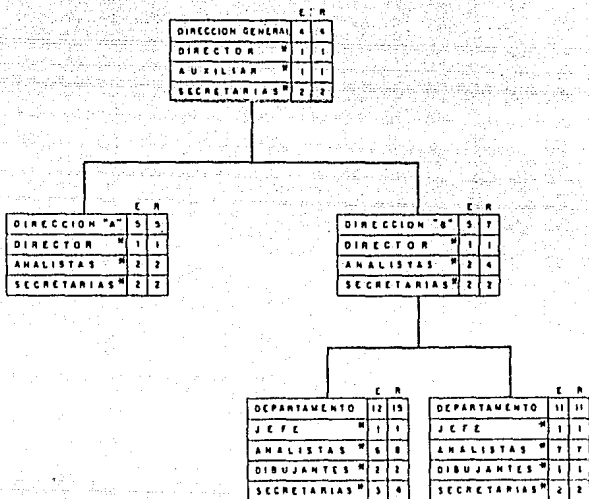 E R
DIRECCION GENERAL 4 4
DIRECTOR * 1 1
AUXILIAR * 1 1
SECRETARIAS * 2 2
E R
DIRECCION "A" 5 5
DIRECTOR * 1 1
ANALISTAS * 2 2
SECRETARIAS * 2 2
E R
DIRECCION "B" 5 7
DIRECTOR * 1 1
ANALISTAS * 2 4
SECRETARIAS * 2 2
E R
DEPARTAMENTO 12 15
JEFE * 1 1
ANALISTAS * 6 8
DIBUJANTES * 2 2
SECRETARIAS * 3 4
E R
DEPARTAMENTO 11 11
JEFE * 1 1
ANALISTAS * 7 7
DIBUJANTES * 1 1
SECRETARIAS * 2 2